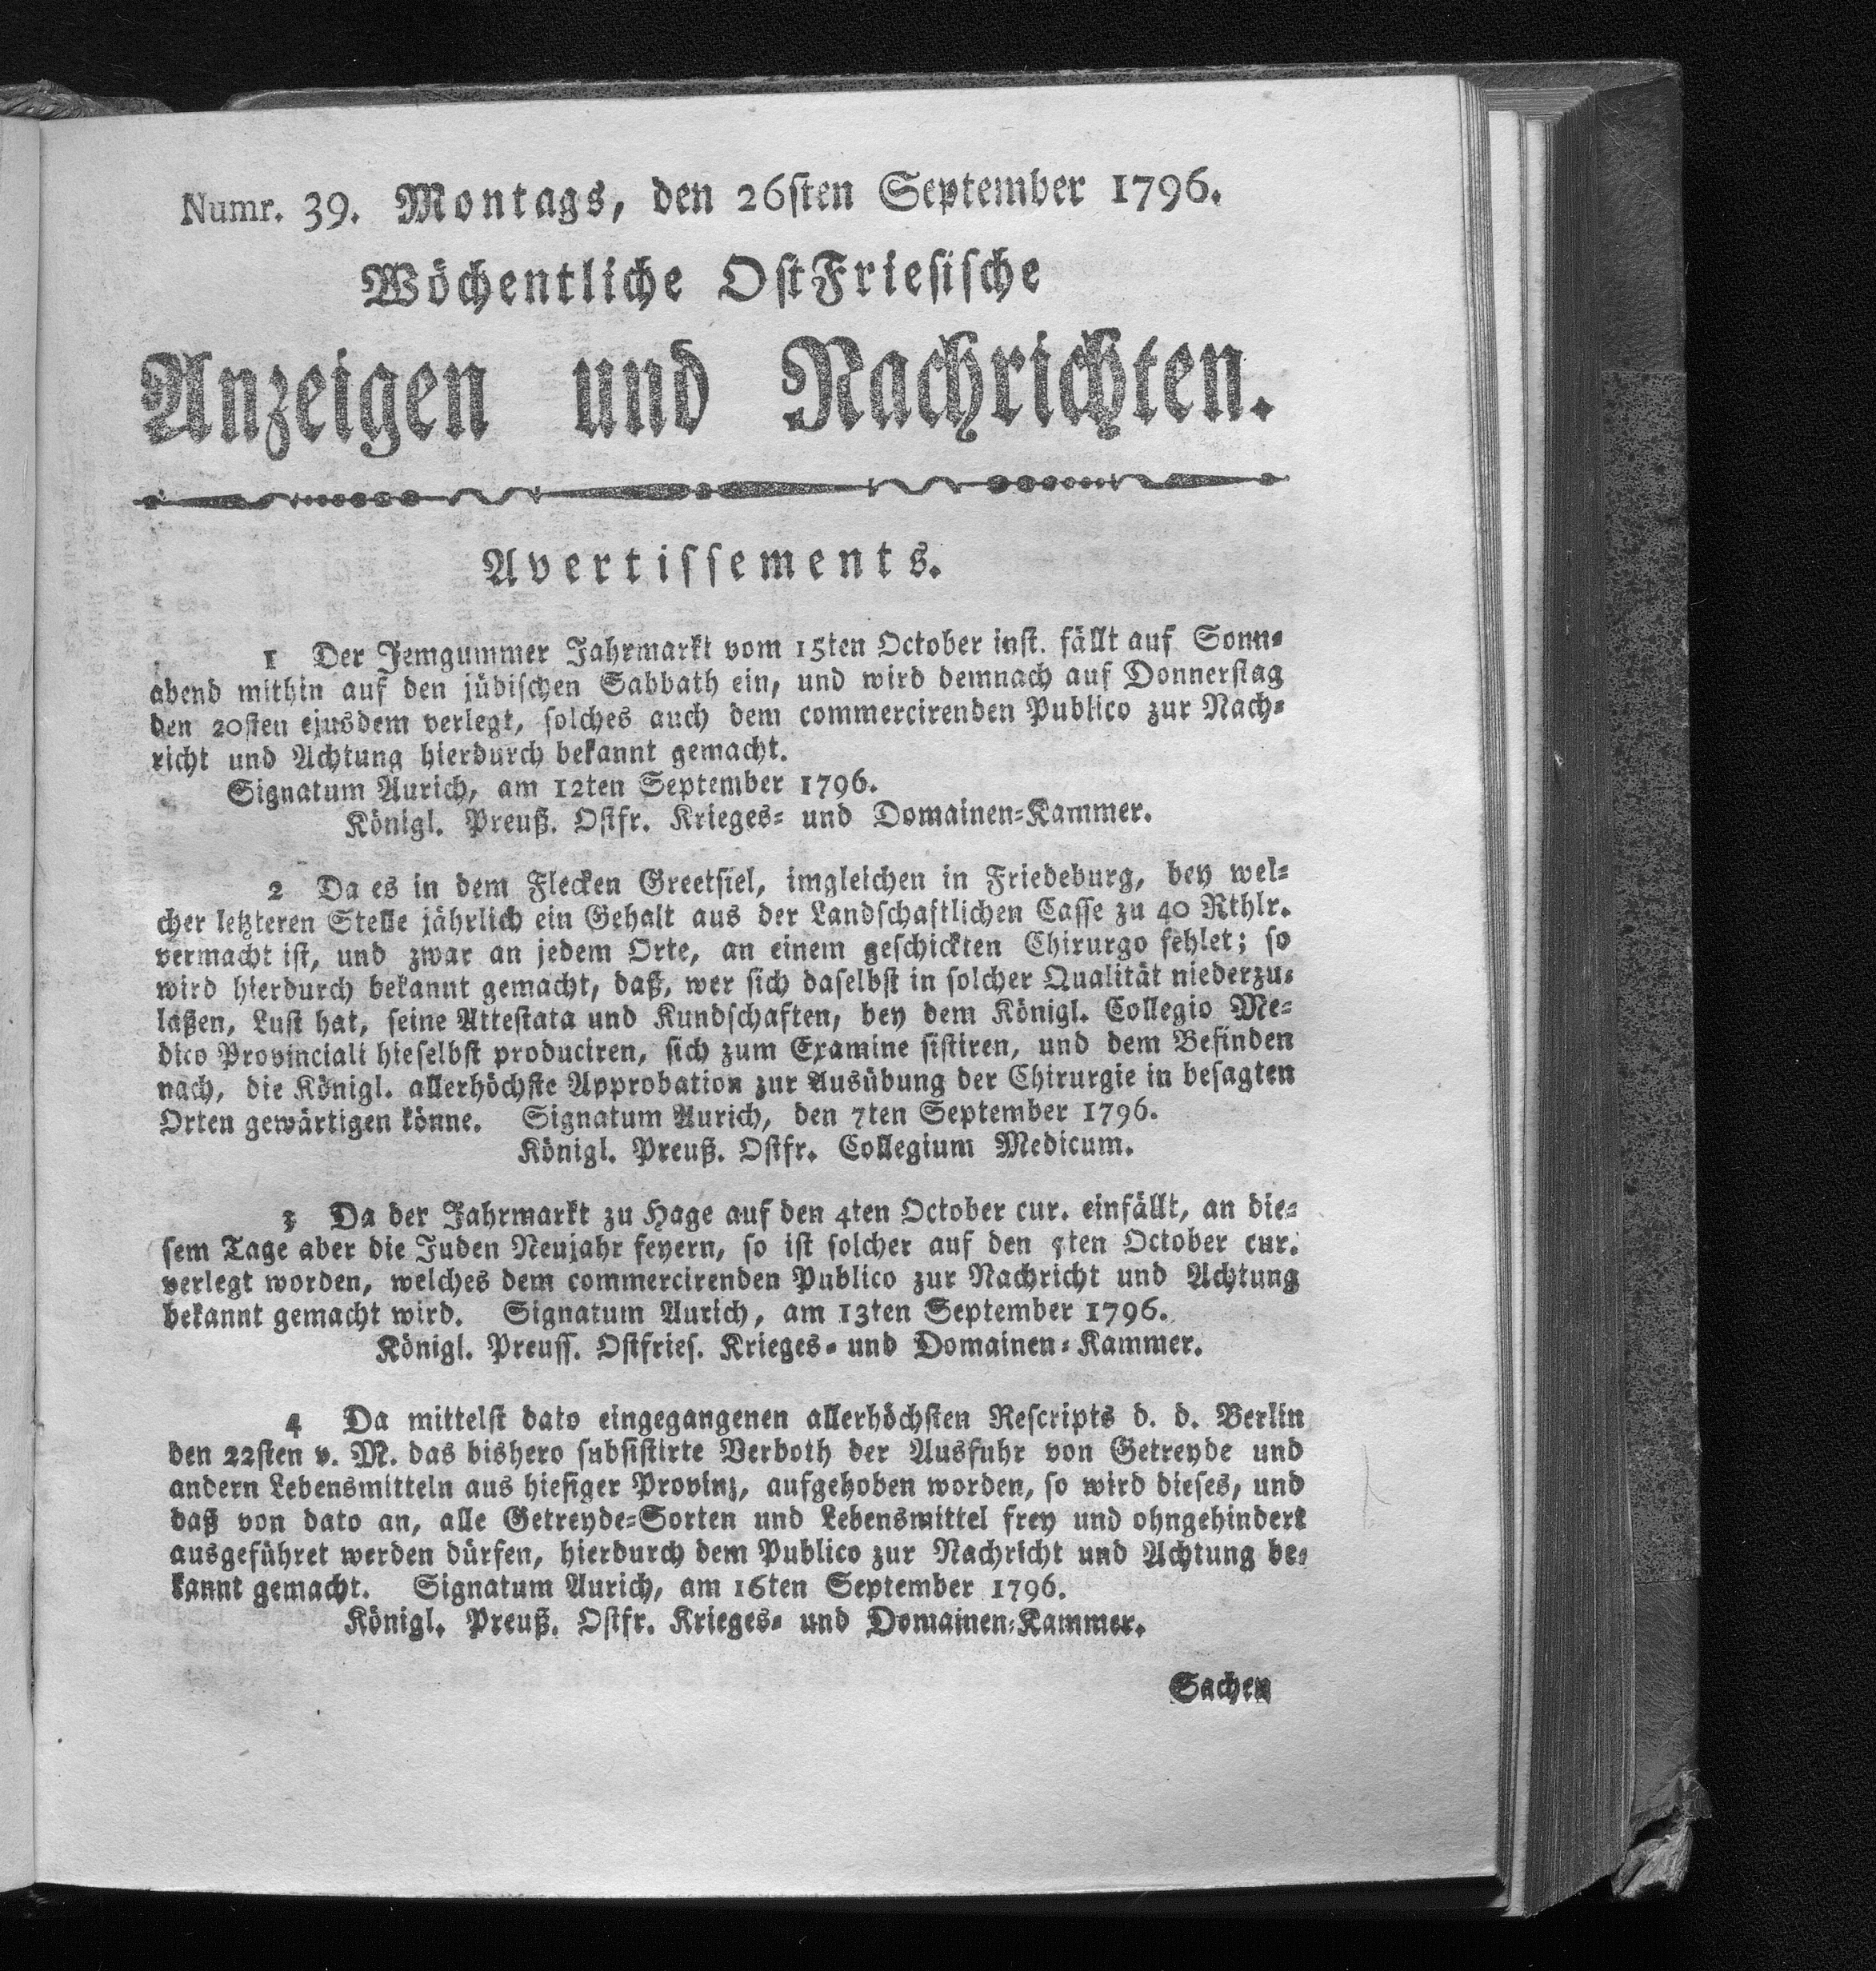 Numr. 39. Montags, den 26sten September 1796.
Wöchentliche OstFriesische
Anzeigen und Nachrichten.
Avertissements.
1 Der Jemgummer Jahrmarkt vom 15ten October inst. fällt auf Sonn-
abend mithin auf den jüdischen Sabbath ein, und wird demnach auf Donnerstag
den 20sten ejusdem verlegt, solches auch dem commercirenden Publico zur Nach-
richt und Achtung hierdurch bekannt gemacht.
Signatum Aurich, am 12ten September 1796.
Königl. Preuß. Ostfr. Krieges- und Domainen-Kammer.
2 Da es in dem Flecken Greetsiel, imgleichen in Friedeburg, bey wel-
cher letzteren Stelle jährlich ein Gehalt aus der Landschaftlichen Casse zu 40 Rthlr.
vermacht ist, und zwar an jedem Orte, an einem geschickten Chirurgo fehlet; so
wird hierdurch bekannt gemacht, daß, wer sich daselbst in solcher Qualität niederzu-
laßen, Lust hat, seine Attestata und Kundschaften, bey dem Königl. Collegio Me-
dico Provinciali hieselbst produciren, sich zum Examine sistiren, und dem Befinden
nach, die Königl. allerhöchste Approbation zur Ausübung der Chirurgie in besagten
Orten gewärtigen könne. Signatum Aurich, den 7ten September 1796.
Königl. Preuß. Ostfr. Collegium Medicum.
3 Da der Jahrmarkt zu Hage auf den 4ten October cur. einfällt, an die-
sem Tage aber die Juden Neujahr feyern, so ist solcher auf den October cur.
verlegt worden, welches dem commercirenden Publico zur Nachricht und Achtung
bekannt gemacht wird. Signatum Aurich, am 13ten September 1796.
Königl. Preuss. Ostfries. Krieges- und Domainen-Kammer.
4 Da mittelst dato eingegangenen allerhöchsten Rescripts d. d. Berlin
den 22sten v. M. das bishero subsistirte Verboth der Ausfuhr von Getreyde und
andern Lebensmitteln aus hiesiger Provinz, aufgehoben worden, so wird dieses, und
daß von dato an, alle Getreyde-Sorten und Lebensmittel frey und ohngehindert
ausgeführet werden dürfen, hierdurch dem Publico zur Nachricht und Achtung be-
kannt gemacht. Signatum Aurich, am 16ten September 1796.
Königl. Preuß. Ostfr. Krieges- und Domainen-Kammer.
Sachen